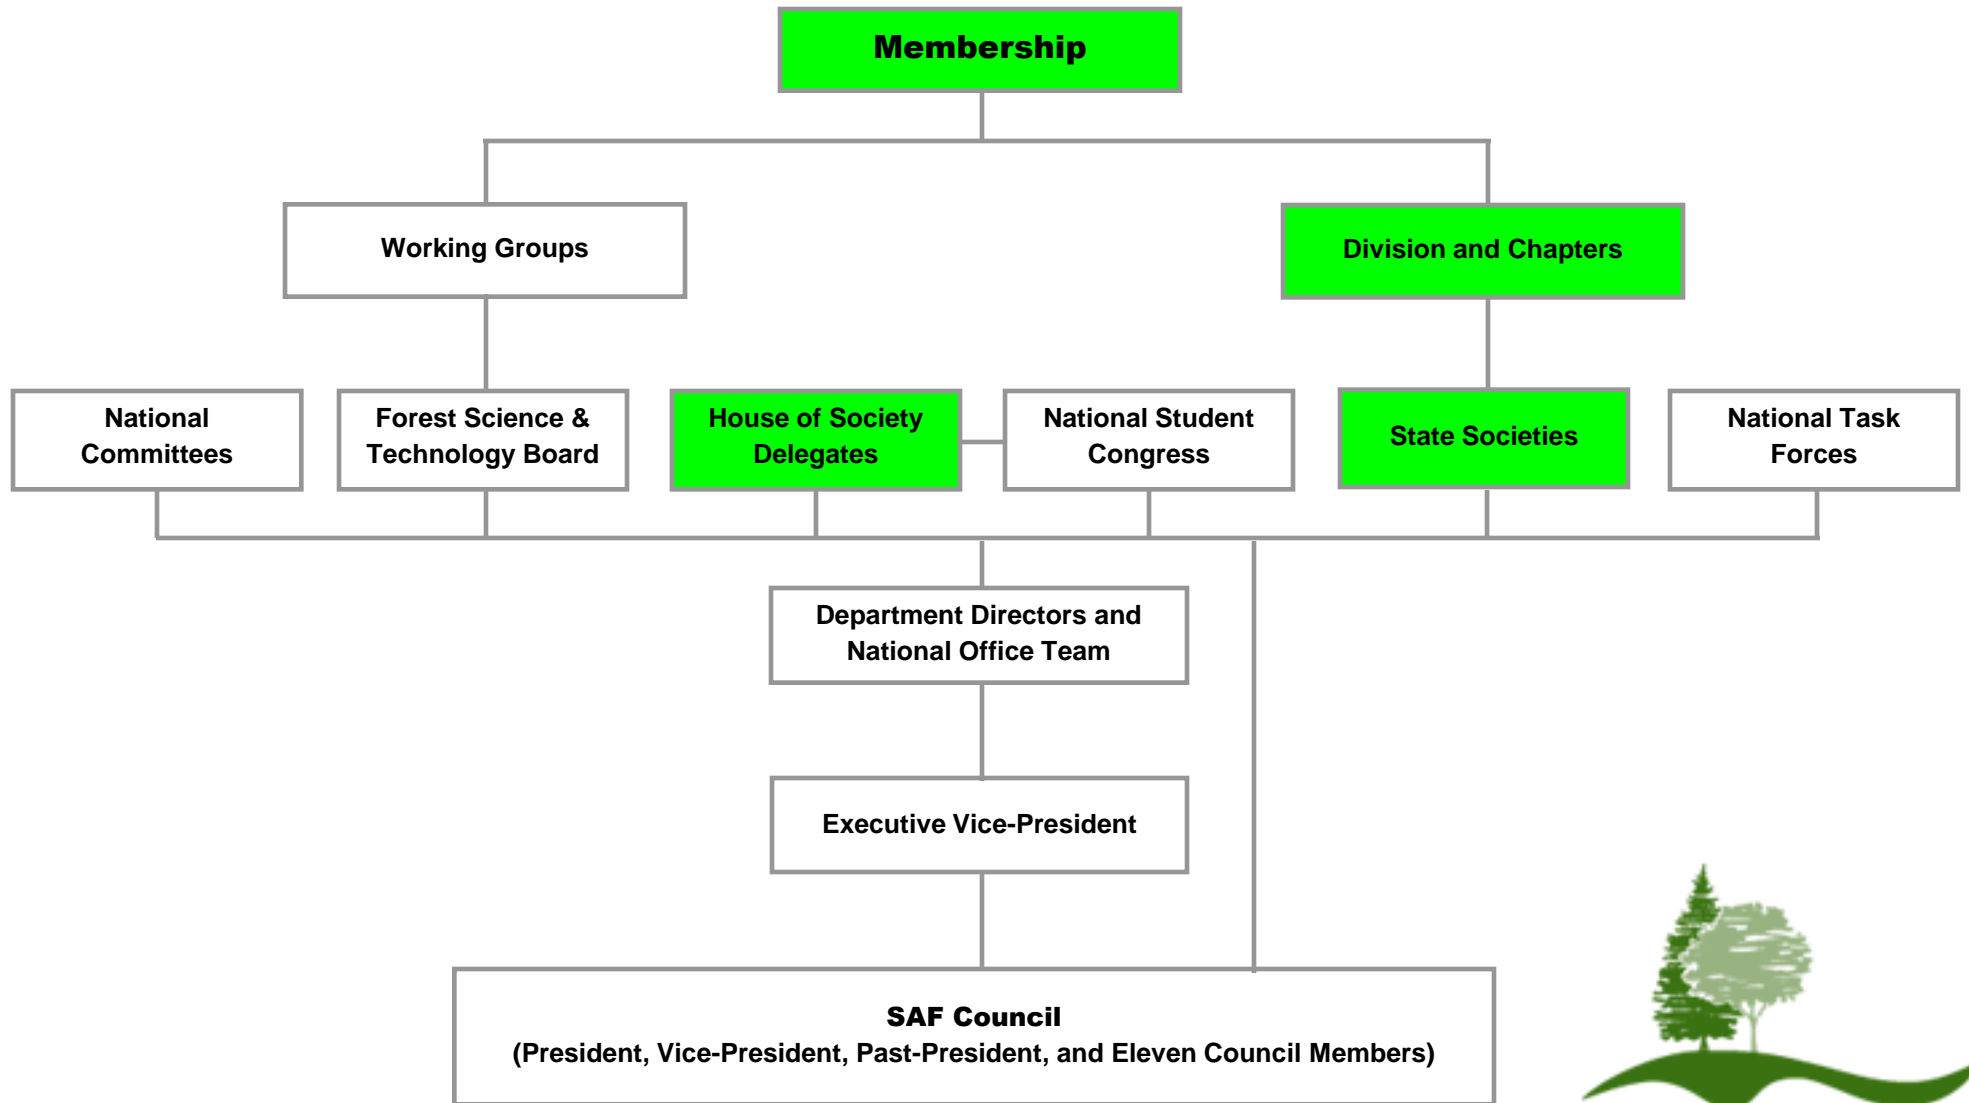 Membership
Working Groups
Division and Chapters
National
Committees
Forest Science &
Technology Board
House of Society
Delegates
National Student
Congress
State Societies
National Task
Forces
Department Directors and
National Office Team
Executive Vice-President
SAF Council
(President, Vice-President, Past-President, and Eleven Council Members)